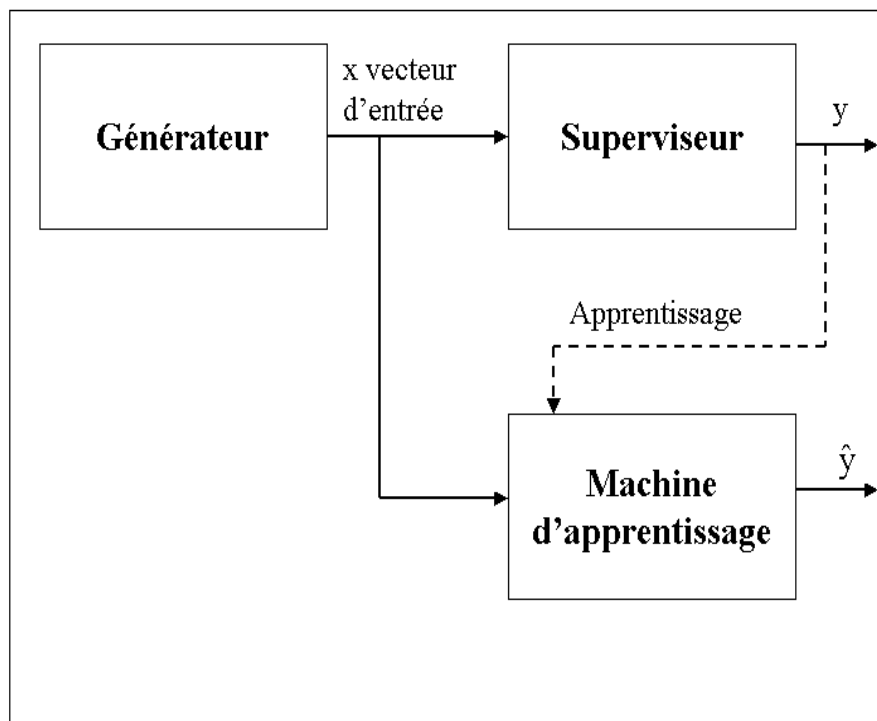 x vecteur
d'entrée
Générateur
Superviseur
y
Apprentissage
Machine
d'apprentissage
ŷ